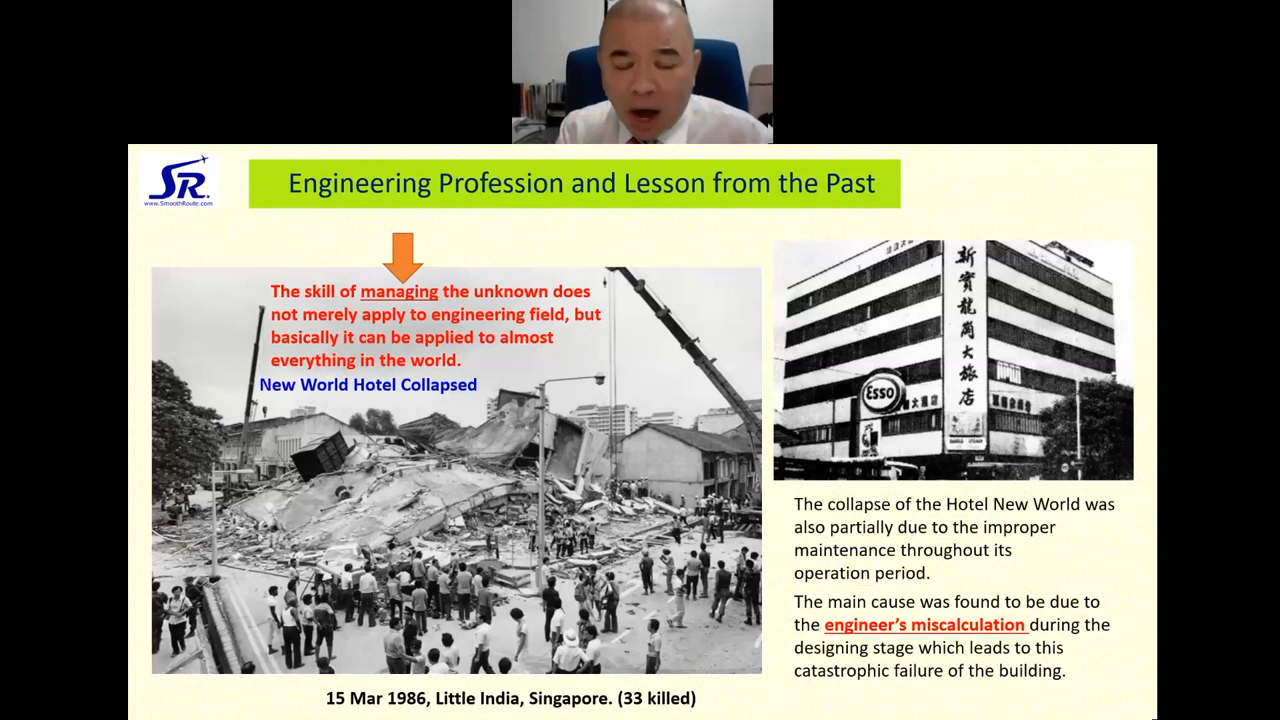 SR.
www.SmoothRoute.com
Engineering Profession and Lesson from the Past
The skill of managing the unknown does
not merely apply to engineering field, but
basically it can be applied to almost
everything in the world.
New World Hotel Collapsed
新
寶
龍
崗
大
旅
店
Esso
The collapse of the Hotel New World was
also partially due to the improper
maintenance throughout its
operation period.
The main cause was found to be due to
the engineer’s miscalculation during the
designing stage which leads to this
catastrophic failure of the building.
15 Mar 1986, Little India, Singapore. (33 killed)